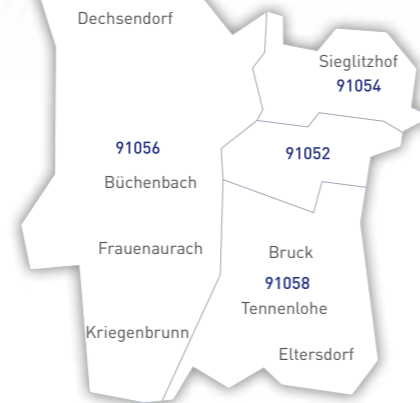 Dechsendorf
Sieglitzhof
91054
91056
91052
Büchenbach
Frauenaurach
Bruck
91058
Tennenlohe
Kriegenbrunn
Eltersdorf